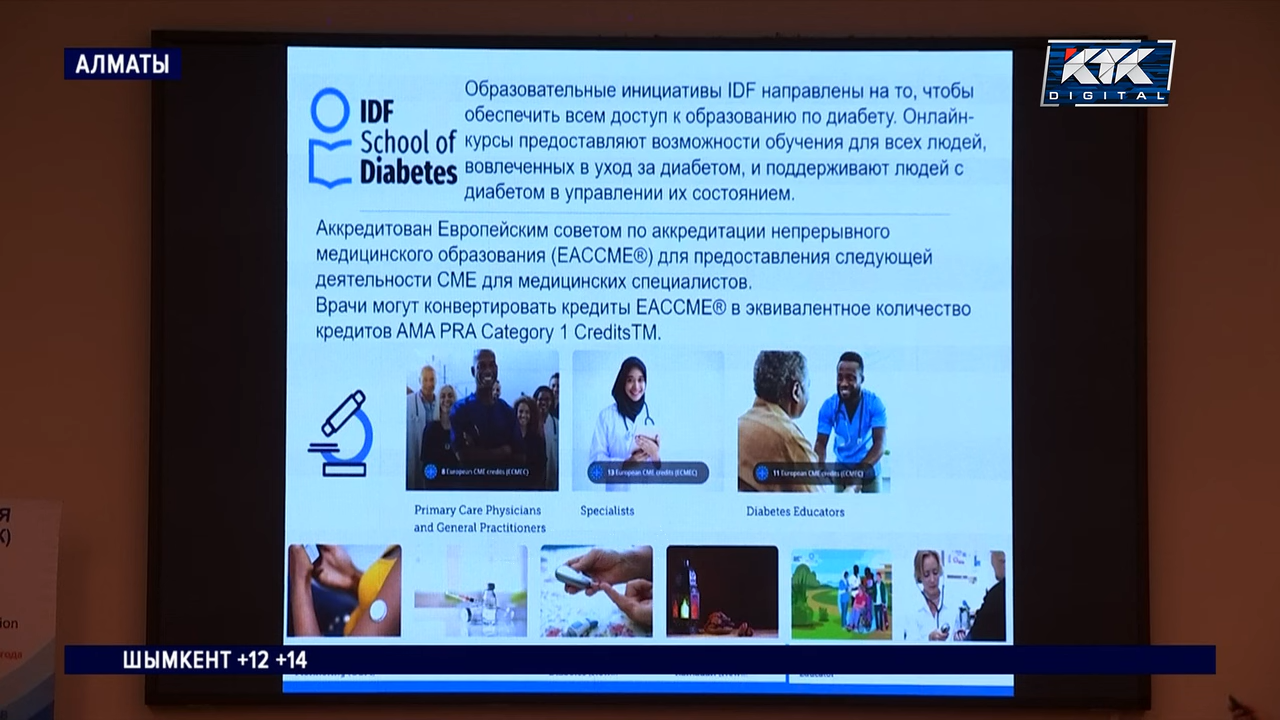 АЛМАТЫ
КТК
DIGITAL
IDF
School of
Diabetes
Образовательные инициативы IDF направлены на то, чтобы
обеспечить всем доступ к образованию по диабету. Онлайн-
курсы предоставляют возможности обучения для всех людей,
вовлеченных в уход за диабетом, и поддерживают людей с
диабетом в управлении их состоянием.
Аккредитован Европейским советом по аккредитации непрерывного
медицинского образования (EACCME®) для предоставления следующей
деятельности CME для медицинских специалистов.
Врачи могут конвертировать кредиты EACCME® в эквивалентное количество
кредитов AMA PRA Category 1 CreditsTM.
8 European CME credits (ECMEC)
13 European CME credits (ECMEC)
11 European CME credits (ECMEC)
Primary Care Physicians
and General Practitioners
Specialists
Diabetes Educators
ШЫМКЕНТ +12 +14